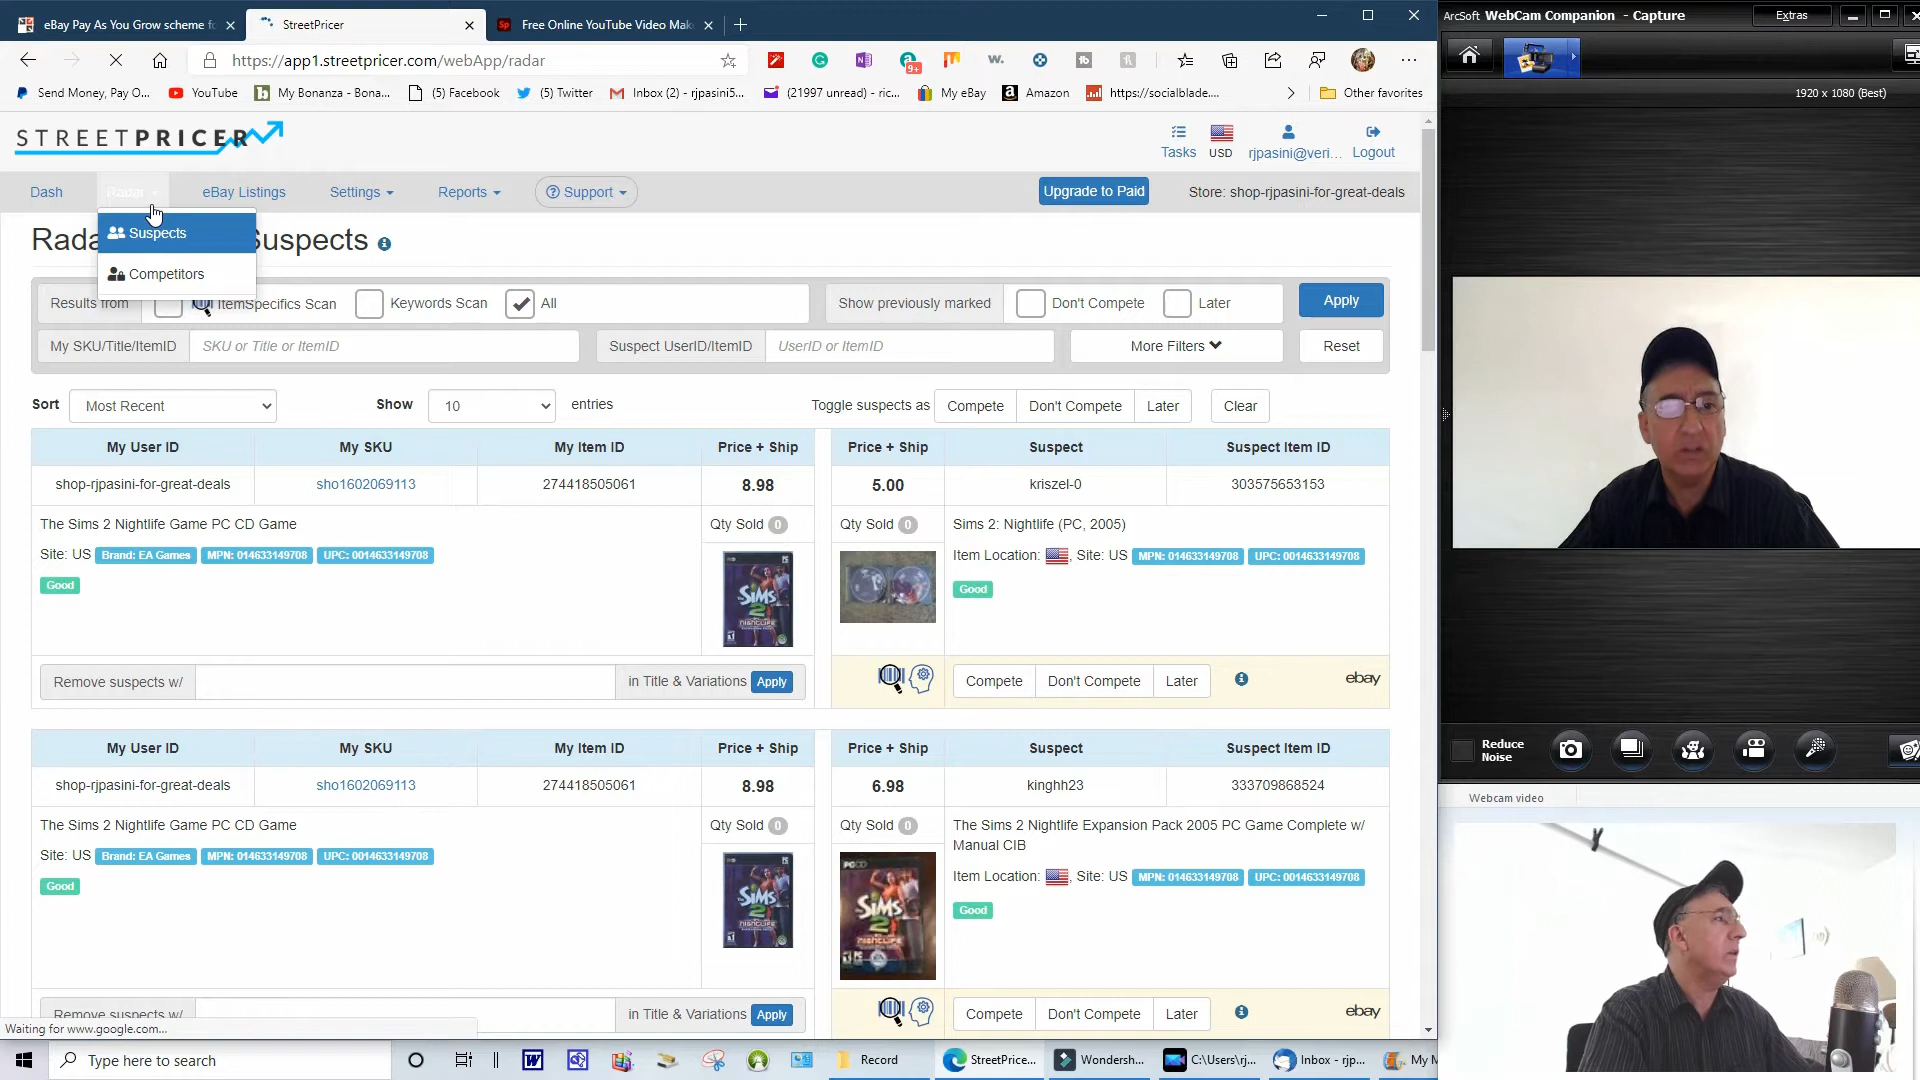 eBay Pay As You Grow scheme fo
StreetPricer
Free Online YouTube Video Mak
ArcSoft WebCam Companion - Capture
Extras
https://app1.streetpricer.com/webApp/radar
9+
Send Money, Pay O...
YouTube
My Bonanza - Bona...
(5) Facebook
(5) Twitter
Inbox (2) - rjpasini5...
(21997 unread) - ric...
My eBay
Amazon
https://socialblade....
Other favorites
1920 x 1080 (Best)
STREETPRICER
Tasks
USD
rjpasini@veri...
Logout
Dash
Radar
eBay Listings
Settings
Reports
Support
Upgrade to Paid
Store: shop-rjpasini-for-great-deals
Suspects
Competitors
Rada
Suspects
Results from
ItemSpecifics Scan
Keywords Scan
All
Show previously marked
Don't Compete
Later
Apply
My SKU/Title/ItemID
SKU or Title or ItemID
Suspect UserID/ItemID
UserID or ItemID
More Filters
Reset
Sort
Most Recent
Show
10
entries
Toggle suspects as
Compete
Don't Compete
Later
Clear
My User ID
My SKU
My Item ID
Price + Ship
Price + Ship
Suspect
Suspect Item ID
shop-rjpasini-for-great-deals
sho1602069113
274418505061
8.98
5.00
kriszel-0
303575653153
The Sims 2 Nightlife Game PC CD Game
Qty Sold 0
Qty Sold 0
Sims 2: Nightlife (PC, 2005)
Site: US Brand: EA Games MPN: 014633149708 UPC: 0014633149708
Item Location: , Site: US MPN: 014633149708 UPC: 0014633149708
Good
Good
Remove suspects w/
in Title & Variations Apply
Compete
Don't Compete
Later
ebay
My User ID
My SKU
My Item ID
Price + Ship
Price + Ship
Suspect
Suspect Item ID
shop-rjpasini-for-great-deals
sho1602069113
274418505061
8.98
6.98
kinghh23
333709868524
The Sims 2 Nightlife Game PC CD Game
Qty Sold 0
Qty Sold 0
The Sims 2 Nightlife Expansion Pack 2005 PC Game Complete w/
Manual CIB
Site: US Brand: EA Games MPN: 014633149708 UPC: 0014633149708
Item Location: , Site: US MPN: 014633149708 UPC: 0014633149708
Good
Good
Remove suspects w/
in Title & Variations Apply
Compete
Don't Compete
Later
ebay
Reduce
Noise
Webcam video
Waiting for www.google.com...
Type here to search
Record
StreetPrice...
Wondersh...
C:\Users\rj...
Inbox - rjp...
My M